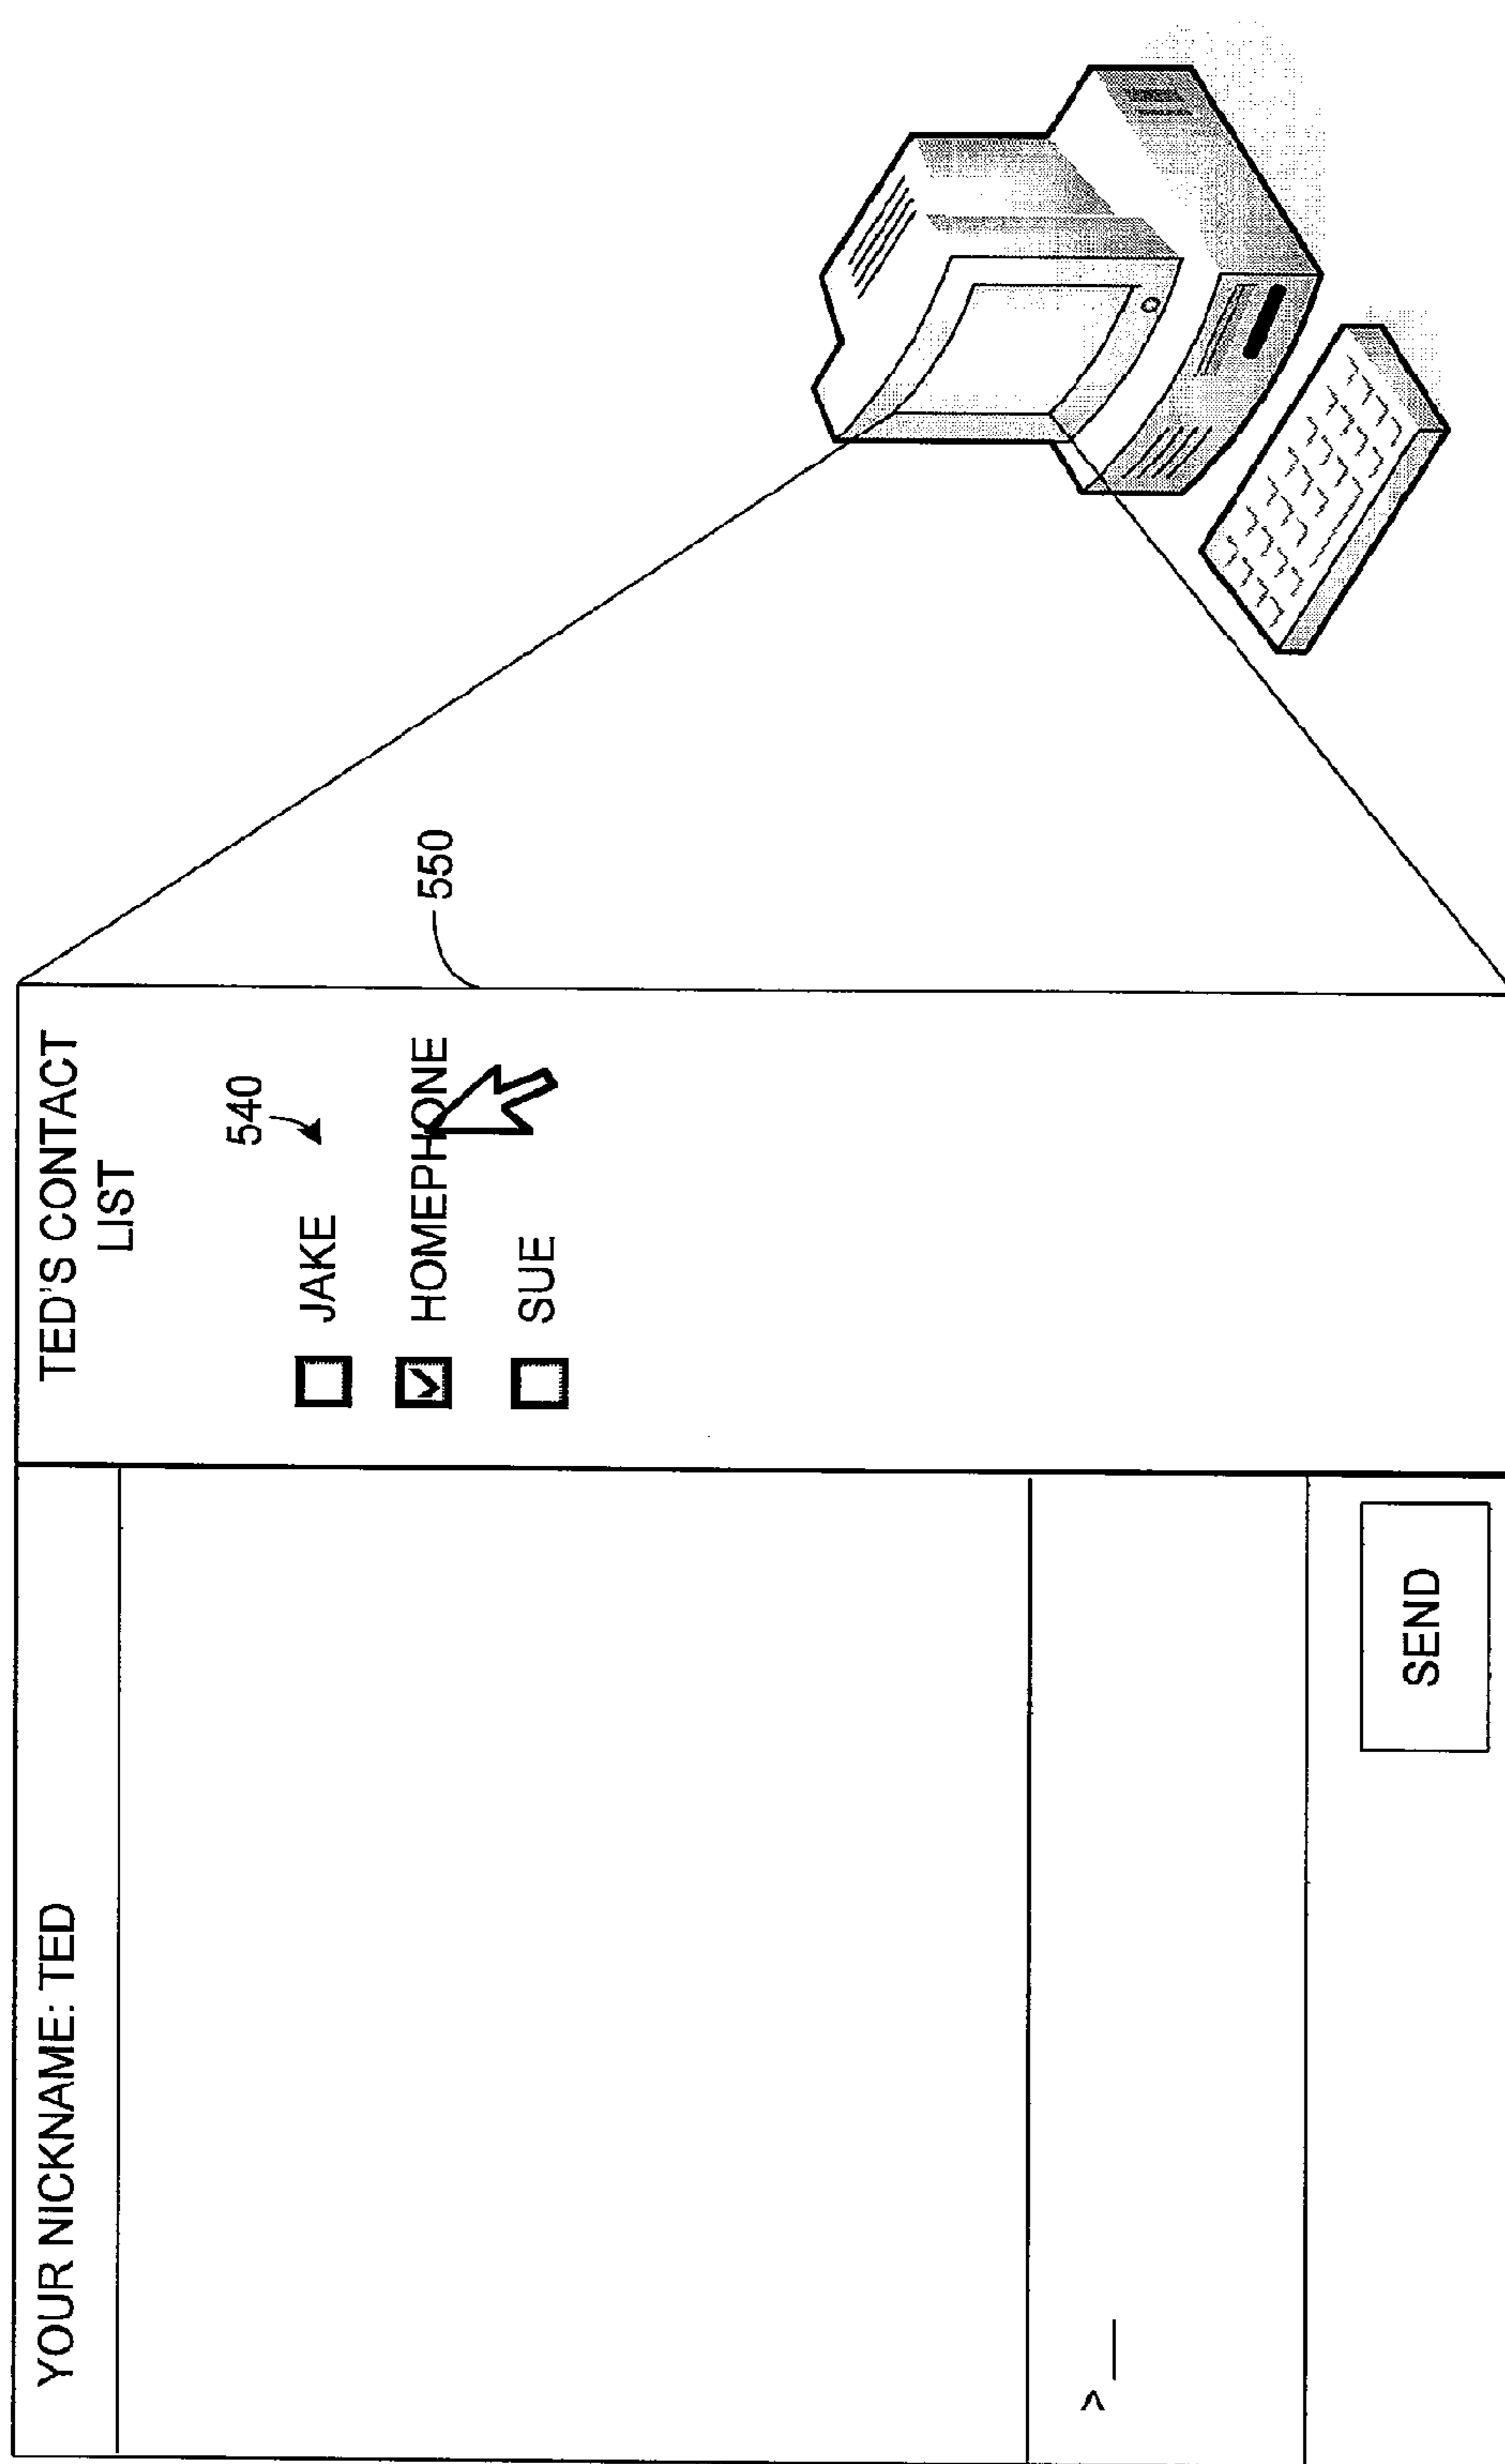 YOUR NICKNAME: TED
TED'S CONTACT
LIST
540
JAKE
HOMEPHONE
SUE
550
>_
SEND